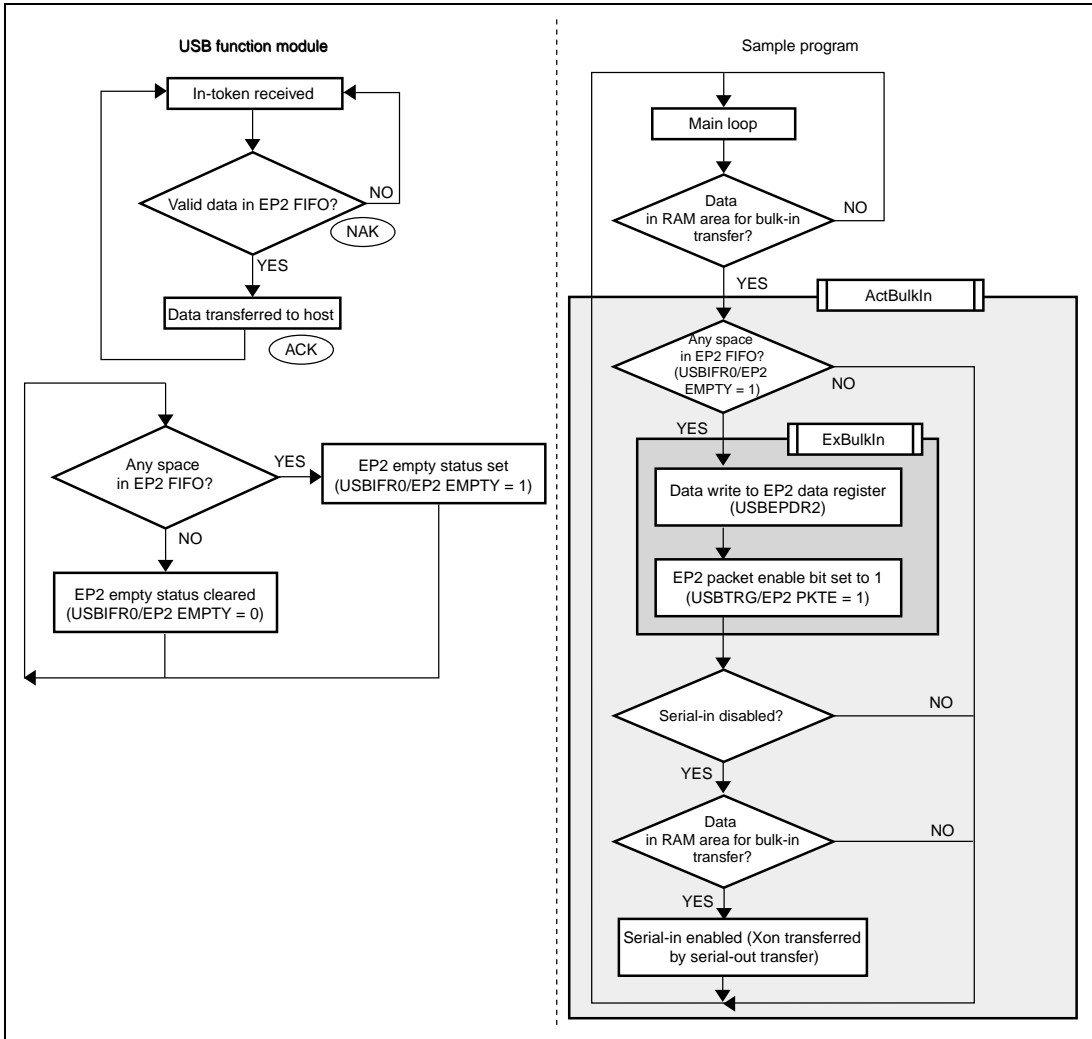 USB function module
In-token received
Valid data in EP2 FIFO?
NO
NAK
YES
Data transferred to host
ACK
Any space
in EP2 FIFO?
YES
EP2 empty status set
(USBIFR0/EP2 EMPTY = 1)
NO
EP2 empty status cleared
(USBIFR0/EP2 EMPTY = 0)
Sample program
Main loop
Data
in RAM area for bulk-in
transfer?
NO
YES
ActBulkIn
Any space
in EP2 FIFO?
(USBIFR0/EP2
EMPTY = 1)
NO
YES
ExBulkIn
Data write to EP2 data register
(USBEPDR2)
EP2 packet enable bit set to 1
(USBTRG/EP2 PKTE = 1)
Serial-in disabled?
NO
YES
Data
in RAM area for bulk-in
transfer?
NO
YES
Serial-in enabled (Xon transferred
by serial-out transfer)